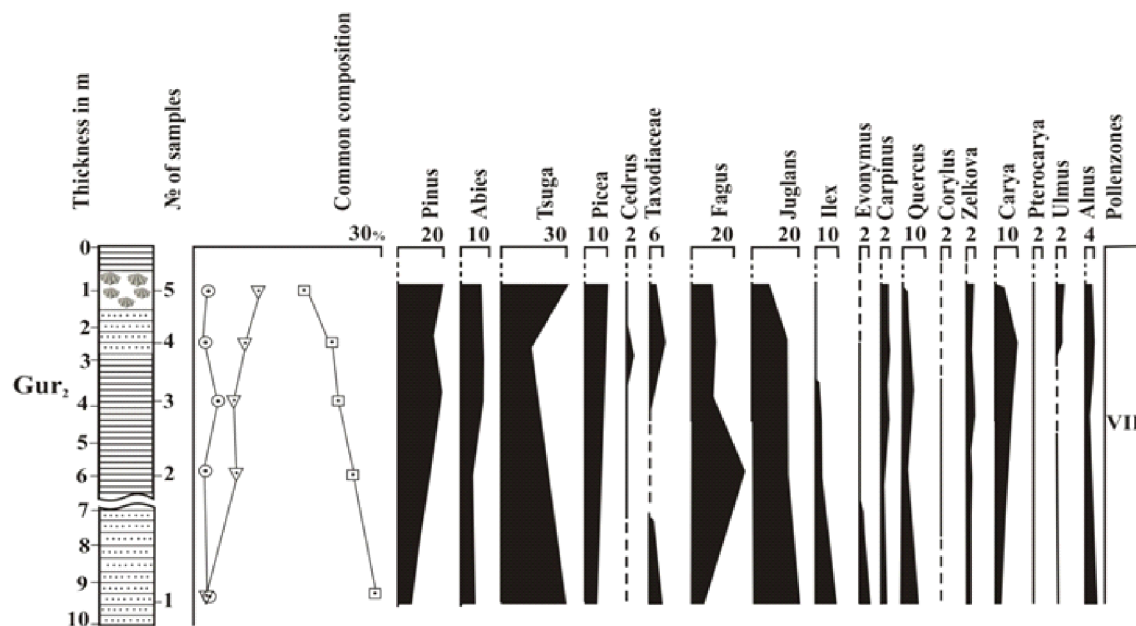 Thickness in m
№ of samples
Common composition
30%
Pinus
20
Abies
10
Tsuga
30
Picea
10
Cedrus
2
Taxodiaceae
6
Fagus
20
Juglans
20
Ilex
10
Evonymus
2
Carpinus
2
Quercus
10
Corylus
2
Zelkova
2
Carya
10
Pterocarya
2
Ulmus
2
Alnus
4
Pollenzones
0
1
5
2
4
3
Gur₂
4
3
5
6
2
7
8
9
1
10
VII